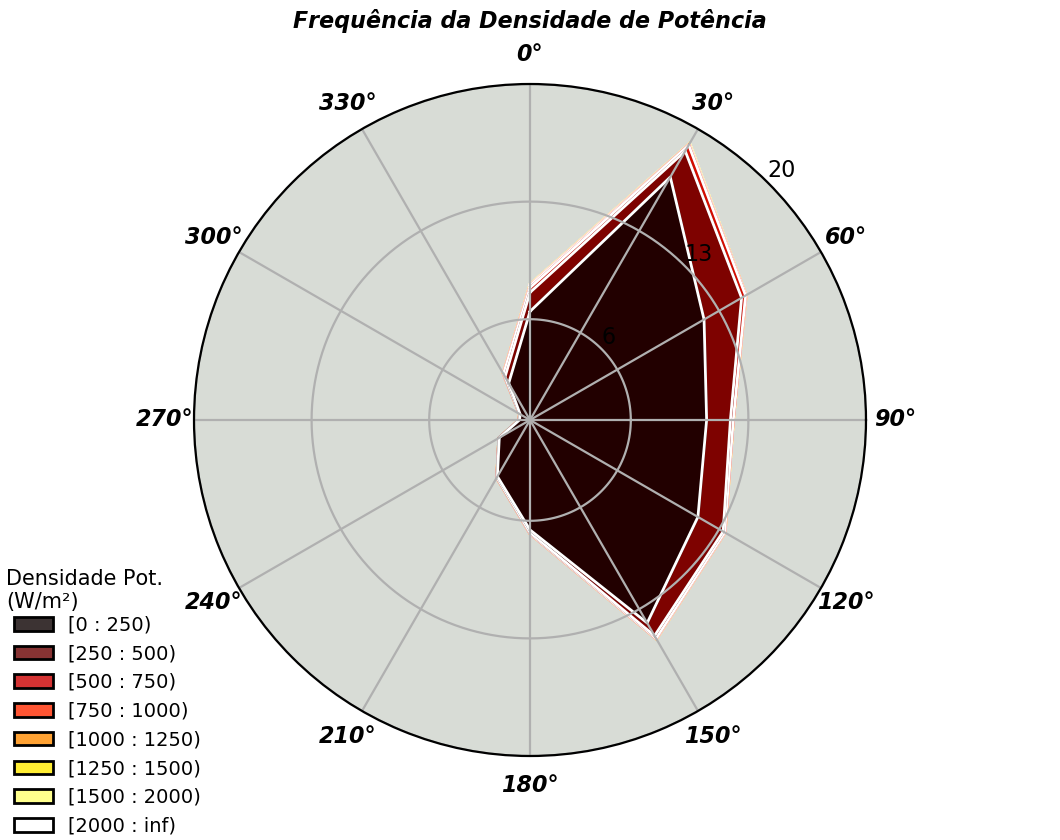 Frequência da Densidade de Potência
0°
330°
30°
20
300°
60°
13
6
270°
90°
240°
120°
210°
150°
180°
Densidade Pot.
(W/m²)
[0 : 250)
[250 : 500)
[500 : 750)
[750 : 1000)
[1000 : 1250)
[1250 : 1500)
[1500 : 2000)
[2000 : inf)